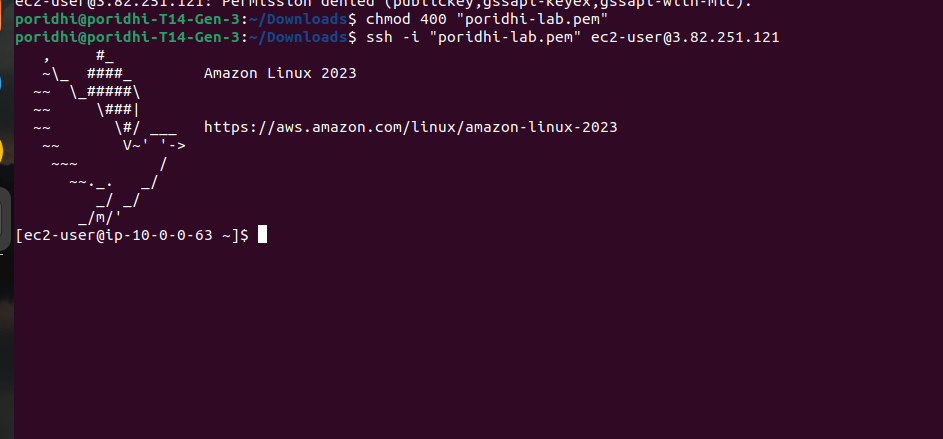 ec2-user@3.82.251.121: Permission denied (publickey,gssapi-keyex,gssapi-with-mic).
poridhi@poridhi-T14-Gen-3:~/Downloads$ chmod 400 "poridhi-lab.pem"
poridhi@poridhi-T14-Gen-3:~/Downloads$ ssh -i "poridhi-lab.pem" ec2-user@3.82.251.121
   ,     #_
   ~\_  ####_        Amazon Linux 2023
  ~~  \_#####\
  ~~     \###|
  ~~       \#/ ___   https://aws.amazon.com/linux/amazon-linux-2023
   ~~       V~' '->
    ~~~         /
      ~~._.   _/
         _/ _/
       _/m/'
[ec2-user@ip-10-0-0-63 ~]$